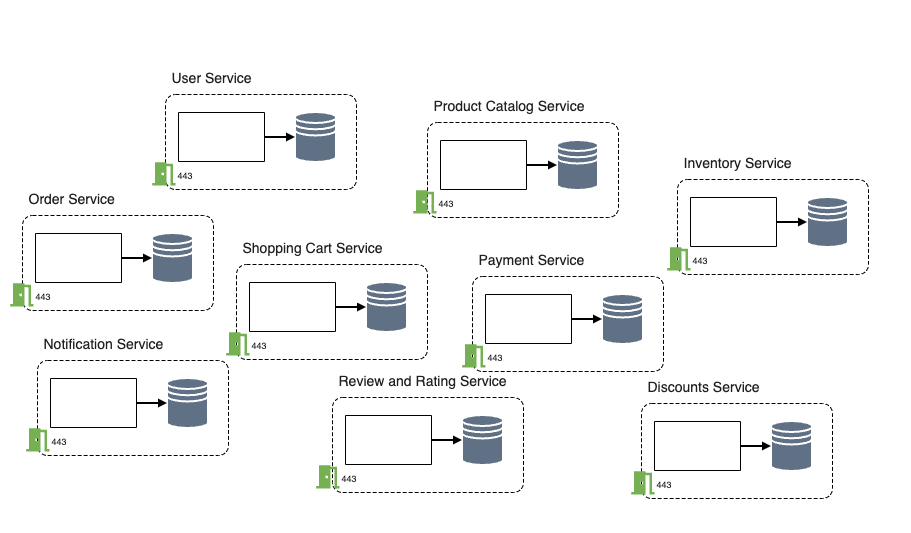 User Service
443
Product Catalog Service
443
Inventory Service
443
Order Service
443
Shopping Cart Service
443
Payment Service
443
Notification Service
443
Review and Rating Service
443
Discounts Service
443